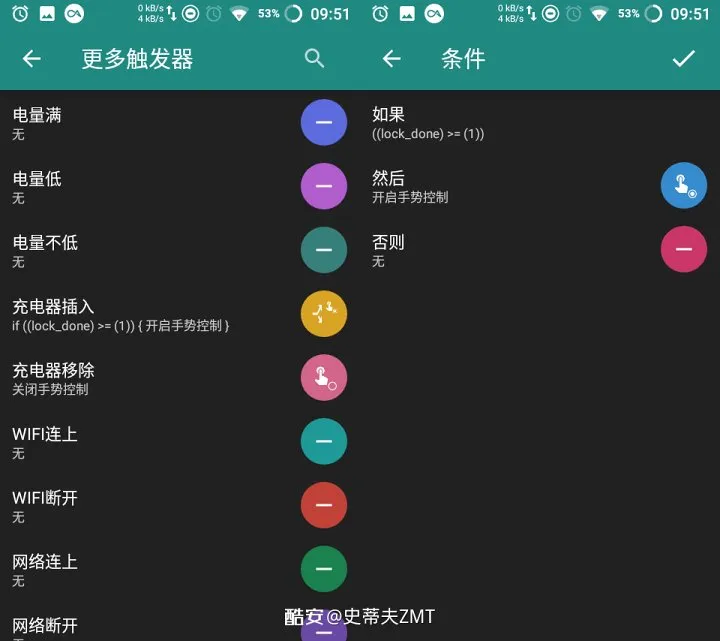 0 kB/s
4 kB/s
53%
09:51
更多触发器
电量满
无
电量低
无
电量不低
无
充电器插入
if ((lock_done) >= (1)) { 开启手势控制 }
充电器移除
关闭手势控制
WIFI连上
无
WIFI断开
无
网络连上
无
网络断开
0 kB/s
4 kB/s
53%
09:51
条件
如果
((lock_done) >= (1))
然后
开启手势控制
否则
无
酷安@史蒂夫ZMT